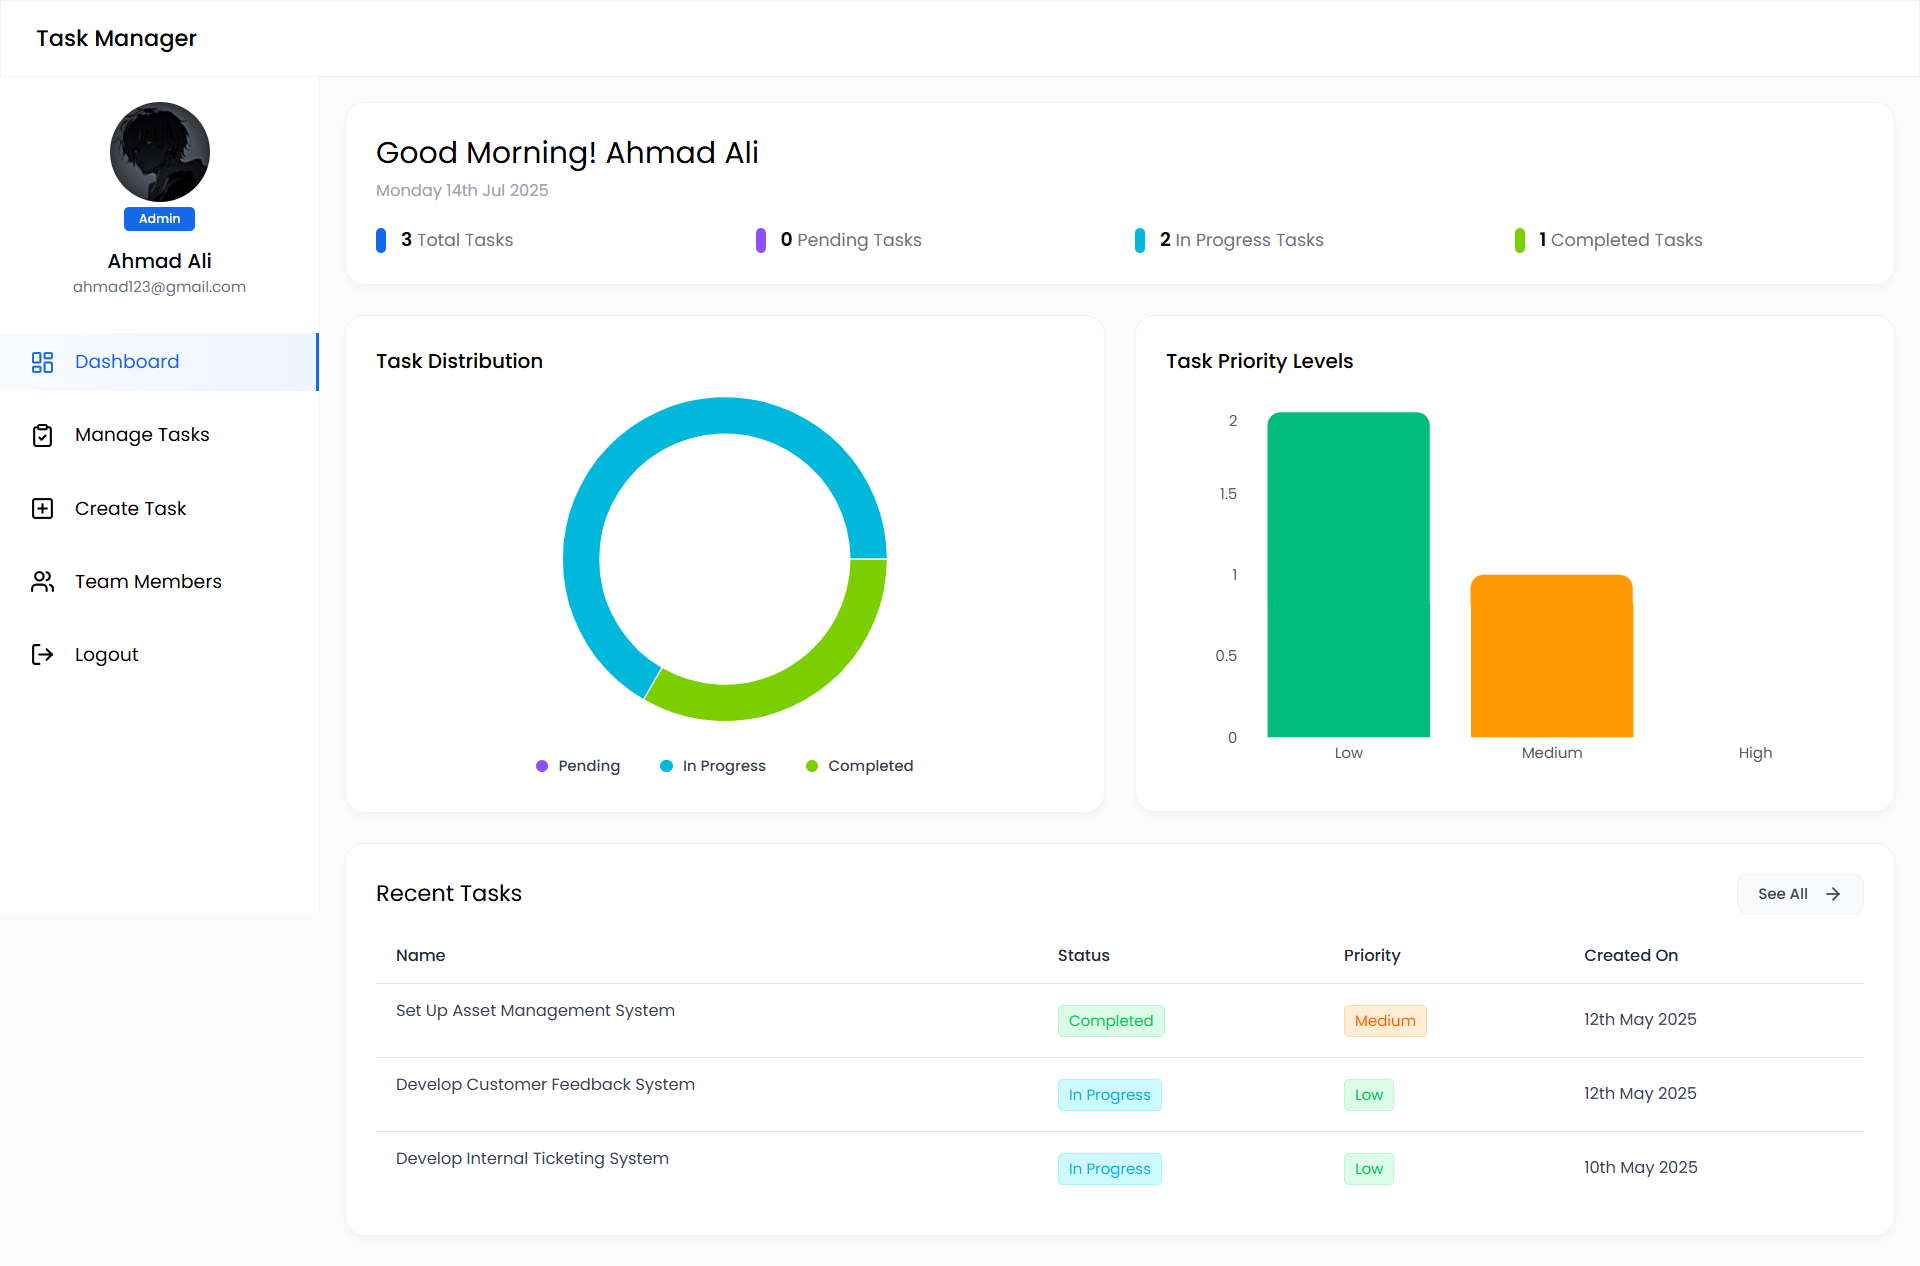 Task Manager
Admin
Ahmad Ali
ahmad123@gmail.com
Dashboard
Manage Tasks
Create Task
Team Members
Logout
Good Morning! Ahmad Ali
Monday 14th Jul 2025
3 Total Tasks
0 Pending Tasks
2 In Progress Tasks
1 Completed Tasks
Task Distribution
Pending
In Progress
Completed
Task Priority Levels
2
1.5
1
0.5
0
Low
Medium
High
Recent Tasks
See All
Name
Status
Priority
Created On
Set Up Asset Management System
Completed
Medium
12th May 2025
Develop Customer Feedback System
In Progress
Low
12th May 2025
Develop Internal Ticketing System
In Progress
Low
10th May 2025